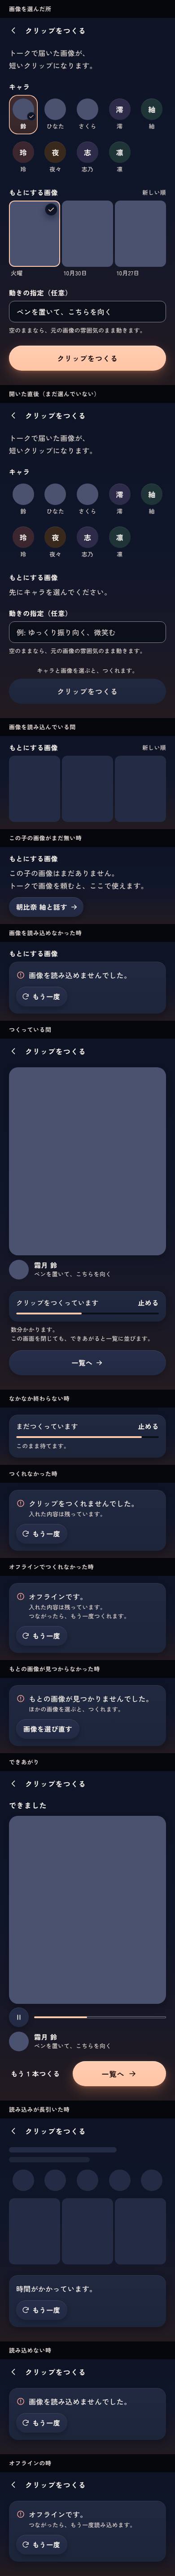 画像を選んだ所
クリップをつくる
トークで届いた画像が、
短いクリップになります。
キャラ
澪 紬
鈴 ひなた さくら 澪 紬
玲 夜 志 凛
玲 夜々 志乃 凛
もとにする画像 新しい順
火曜 10月30日 10月27日
動きの指定（任意）
ペンを置いて、こちらを向く
空のままなら、元の画像の雰囲気のまま動きます。
クリップをつくる
開いた直後（まだ選んでいない）
クリップをつくる
トークで届いた画像が、
短いクリップになります。
キャラ
澪 紬
鈴 ひなた さくら 澪 紬
玲 夜 志 凛
玲 夜々 志乃 凛
もとにする画像
先にキャラを選んでください。
動きの指定（任意）
例: ゆっくり振り向く、微笑む
空のままなら、元の画像の雰囲気のまま動きます。
キャラと画像を選ぶと、つくれます。
クリップをつくる
画像を読み込んでいる間
もとにする画像 新しい順
この子の画像がまだ無い時
もとにする画像
この子の画像はまだありません。
トークで画像を頼むと、ここで使えます。
朝比奈 紬と話す →
画像を読み込めなかった時
もとにする画像
画像を読み込めませんでした。
もう一度
つくっている間
クリップをつくる
霜月 鈴
ペンを置いて、こちらを向く
クリップをつくっています 止める
数分かかります。
この画面を閉じても、できあがると一覧に並びます。
一覧へ →
なかなか終わらない時
まだつくっています 止める
このまま待てます。
つくれなかった時
クリップをつくれませんでした。
入れた内容は残っています。
もう一度
オフラインでつくれなかった時
オフラインです。
入れた内容は残っています。
つながったら、もう一度つくれます。
もう一度
もとの画像が見つからなかった時
もとの画像が見つかりませんでした。
ほかの画像を選ぶと、つくれます。
画像を選び直す
できあがり
クリップをつくる
できました
霜月 鈴
ペンを置いて、こちらを向く
もう 1 本つくる 一覧へ →
読み込みが長引いた時
クリップをつくる
時間がかかっています。
もう一度
読み込めない時
クリップをつくる
画像を読み込めませんでした。
もう一度
オフラインの時
クリップをつくる
オフラインです。
つながったら、もう一度読み込めます。
もう一度